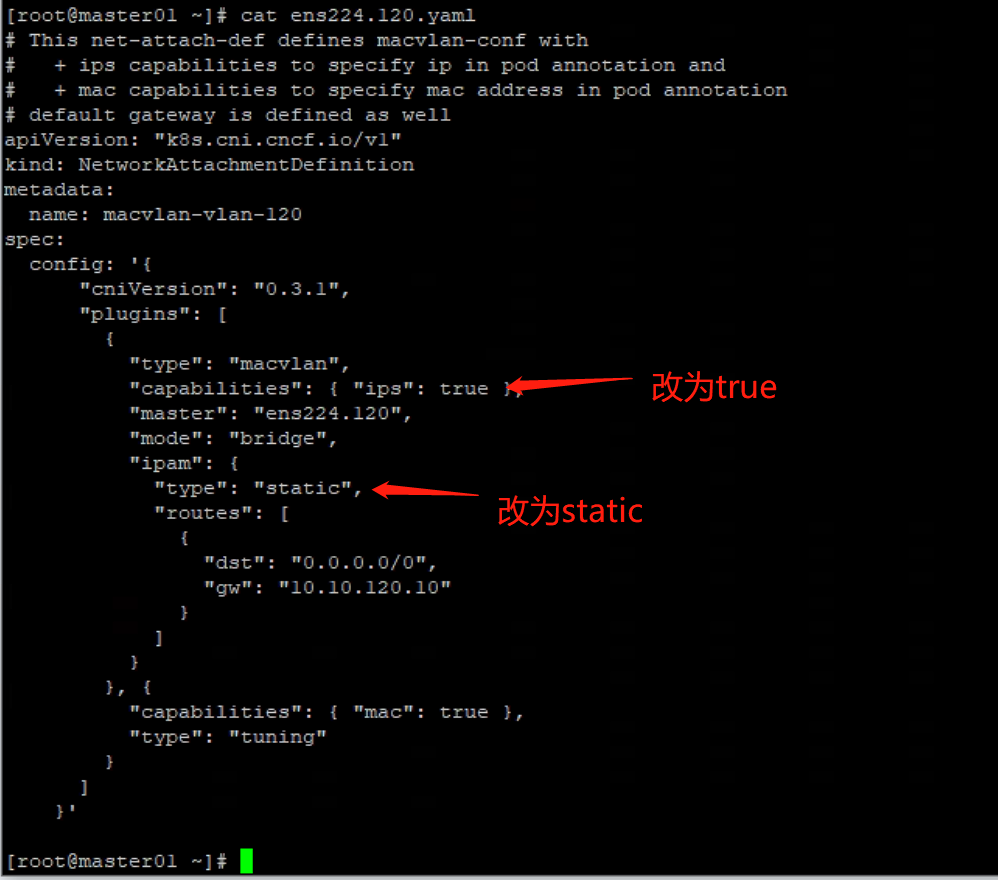 [root@master01 ~]# cat ens224.120.yaml
# This net-attach-def defines macvlan-conf with
#   + ips capabilities to specify ip in pod annotation and
#   + mac capabilities to specify mac address in pod annotation
# default gateway is defined as well
apiVersion: "k8s.cni.cncf.io/v1"
kind: NetworkAttachmentDefinition
metadata:
  name: macvlan-vlan-120
spec:
  config: '{
      "cniVersion": "0.3.1",
      "plugins": [
        {
          "type": "macvlan",
          "capabilities": { "ips": true }, 改为true
          "master": "ens224.120",
          "mode": "bridge",
          "ipam": {
            "type": "static", 改为static
            "routes": [
              {
                "dst": "0.0.0.0/0",
                "gw": "10.10.120.10"
              }
            ]
          }
        }, {
          "capabilities": { "mac": true },
          "type": "tuning"
        }
      ]
    }'
[root@master01 ~]#